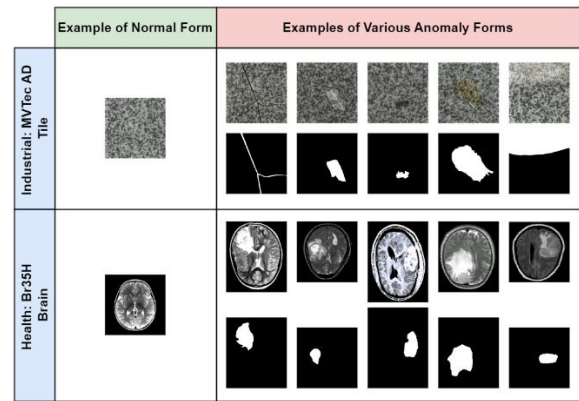 Example of Normal Form
Examples of Various Anomaly Forms
Industrial: MVTec AD
Tile
Health: Br35H
Brain